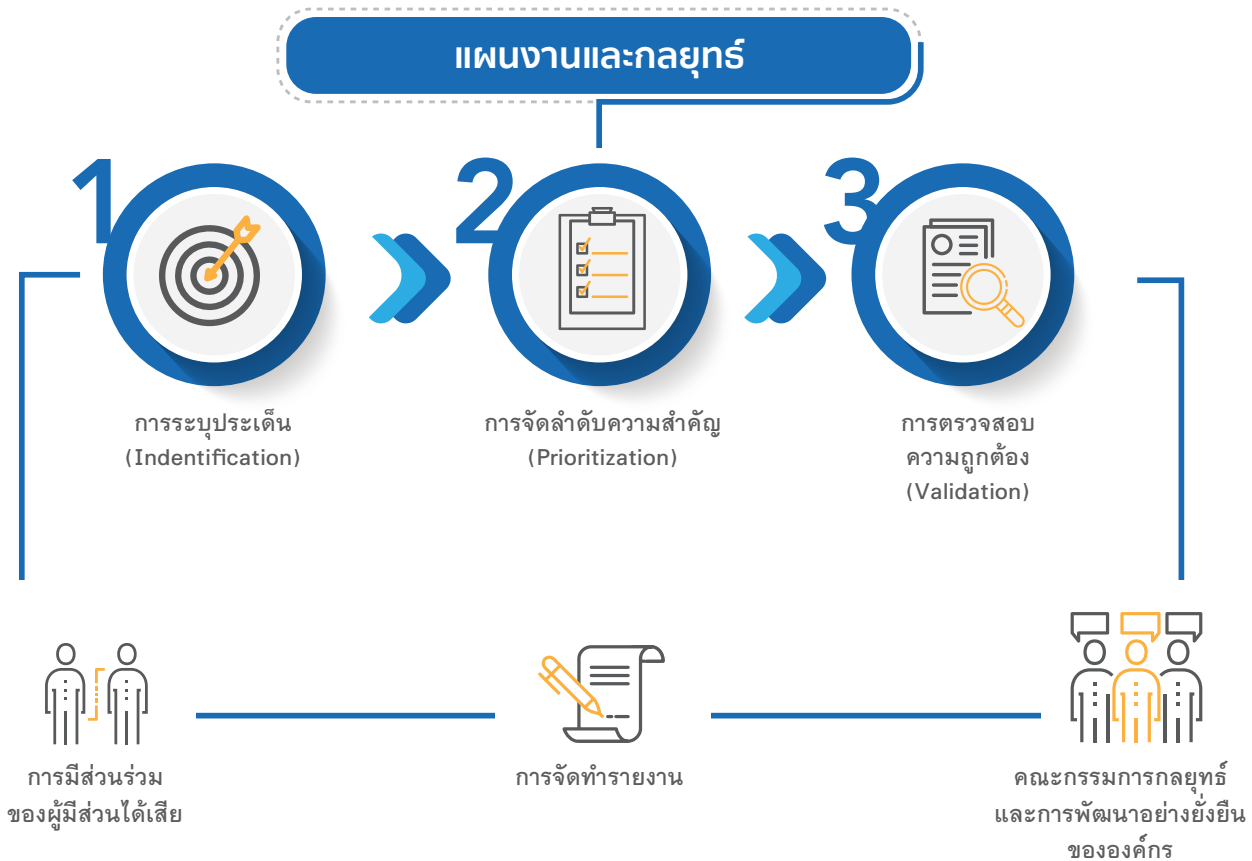 แผนงานและกลยุทธ์
1
2
3
การระบุประเด็น
(Indentification)
การจัดลำดับความสำคัญ
(Prioritization)
การตรวจสอบ
ความถูกต้อง
(Validation)
การมีส่วนร่วม
ของผู้มีส่วนได้เสีย
การจัดทำรายงาน
คณะกรรมการกลยุทธ์
และการพัฒนาอย่างยั่งยืน
ขององค์กร